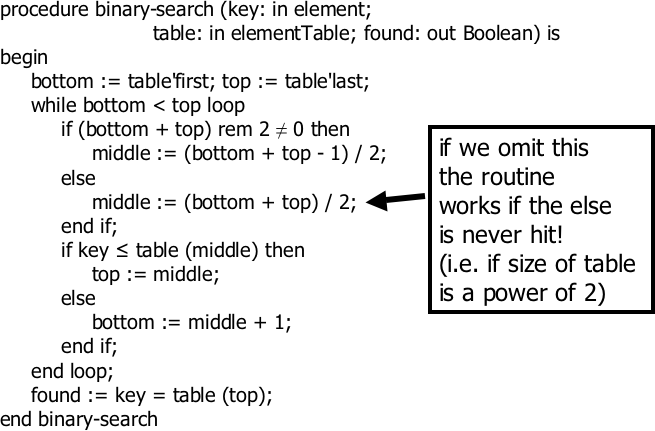 procedure binary-search (key: in element;
table: in elementTable; found: out Boolean) is
begin
bottom := table'first; top := table'last;
while bottom < top loop
if (bottom + top) rem 2 ≠ 0 then
middle := (bottom + top - 1) / 2;
else
middle := (bottom + top) / 2;
end if;
if key ≤ table (middle) then
top := middle;
else
bottom := middle + 1;
end if;
end loop;
found := key = table (top);
end binary-search
if we omit this
the routine
works if the else
is never hit!
(i.e. if size of table
is a power of 2)